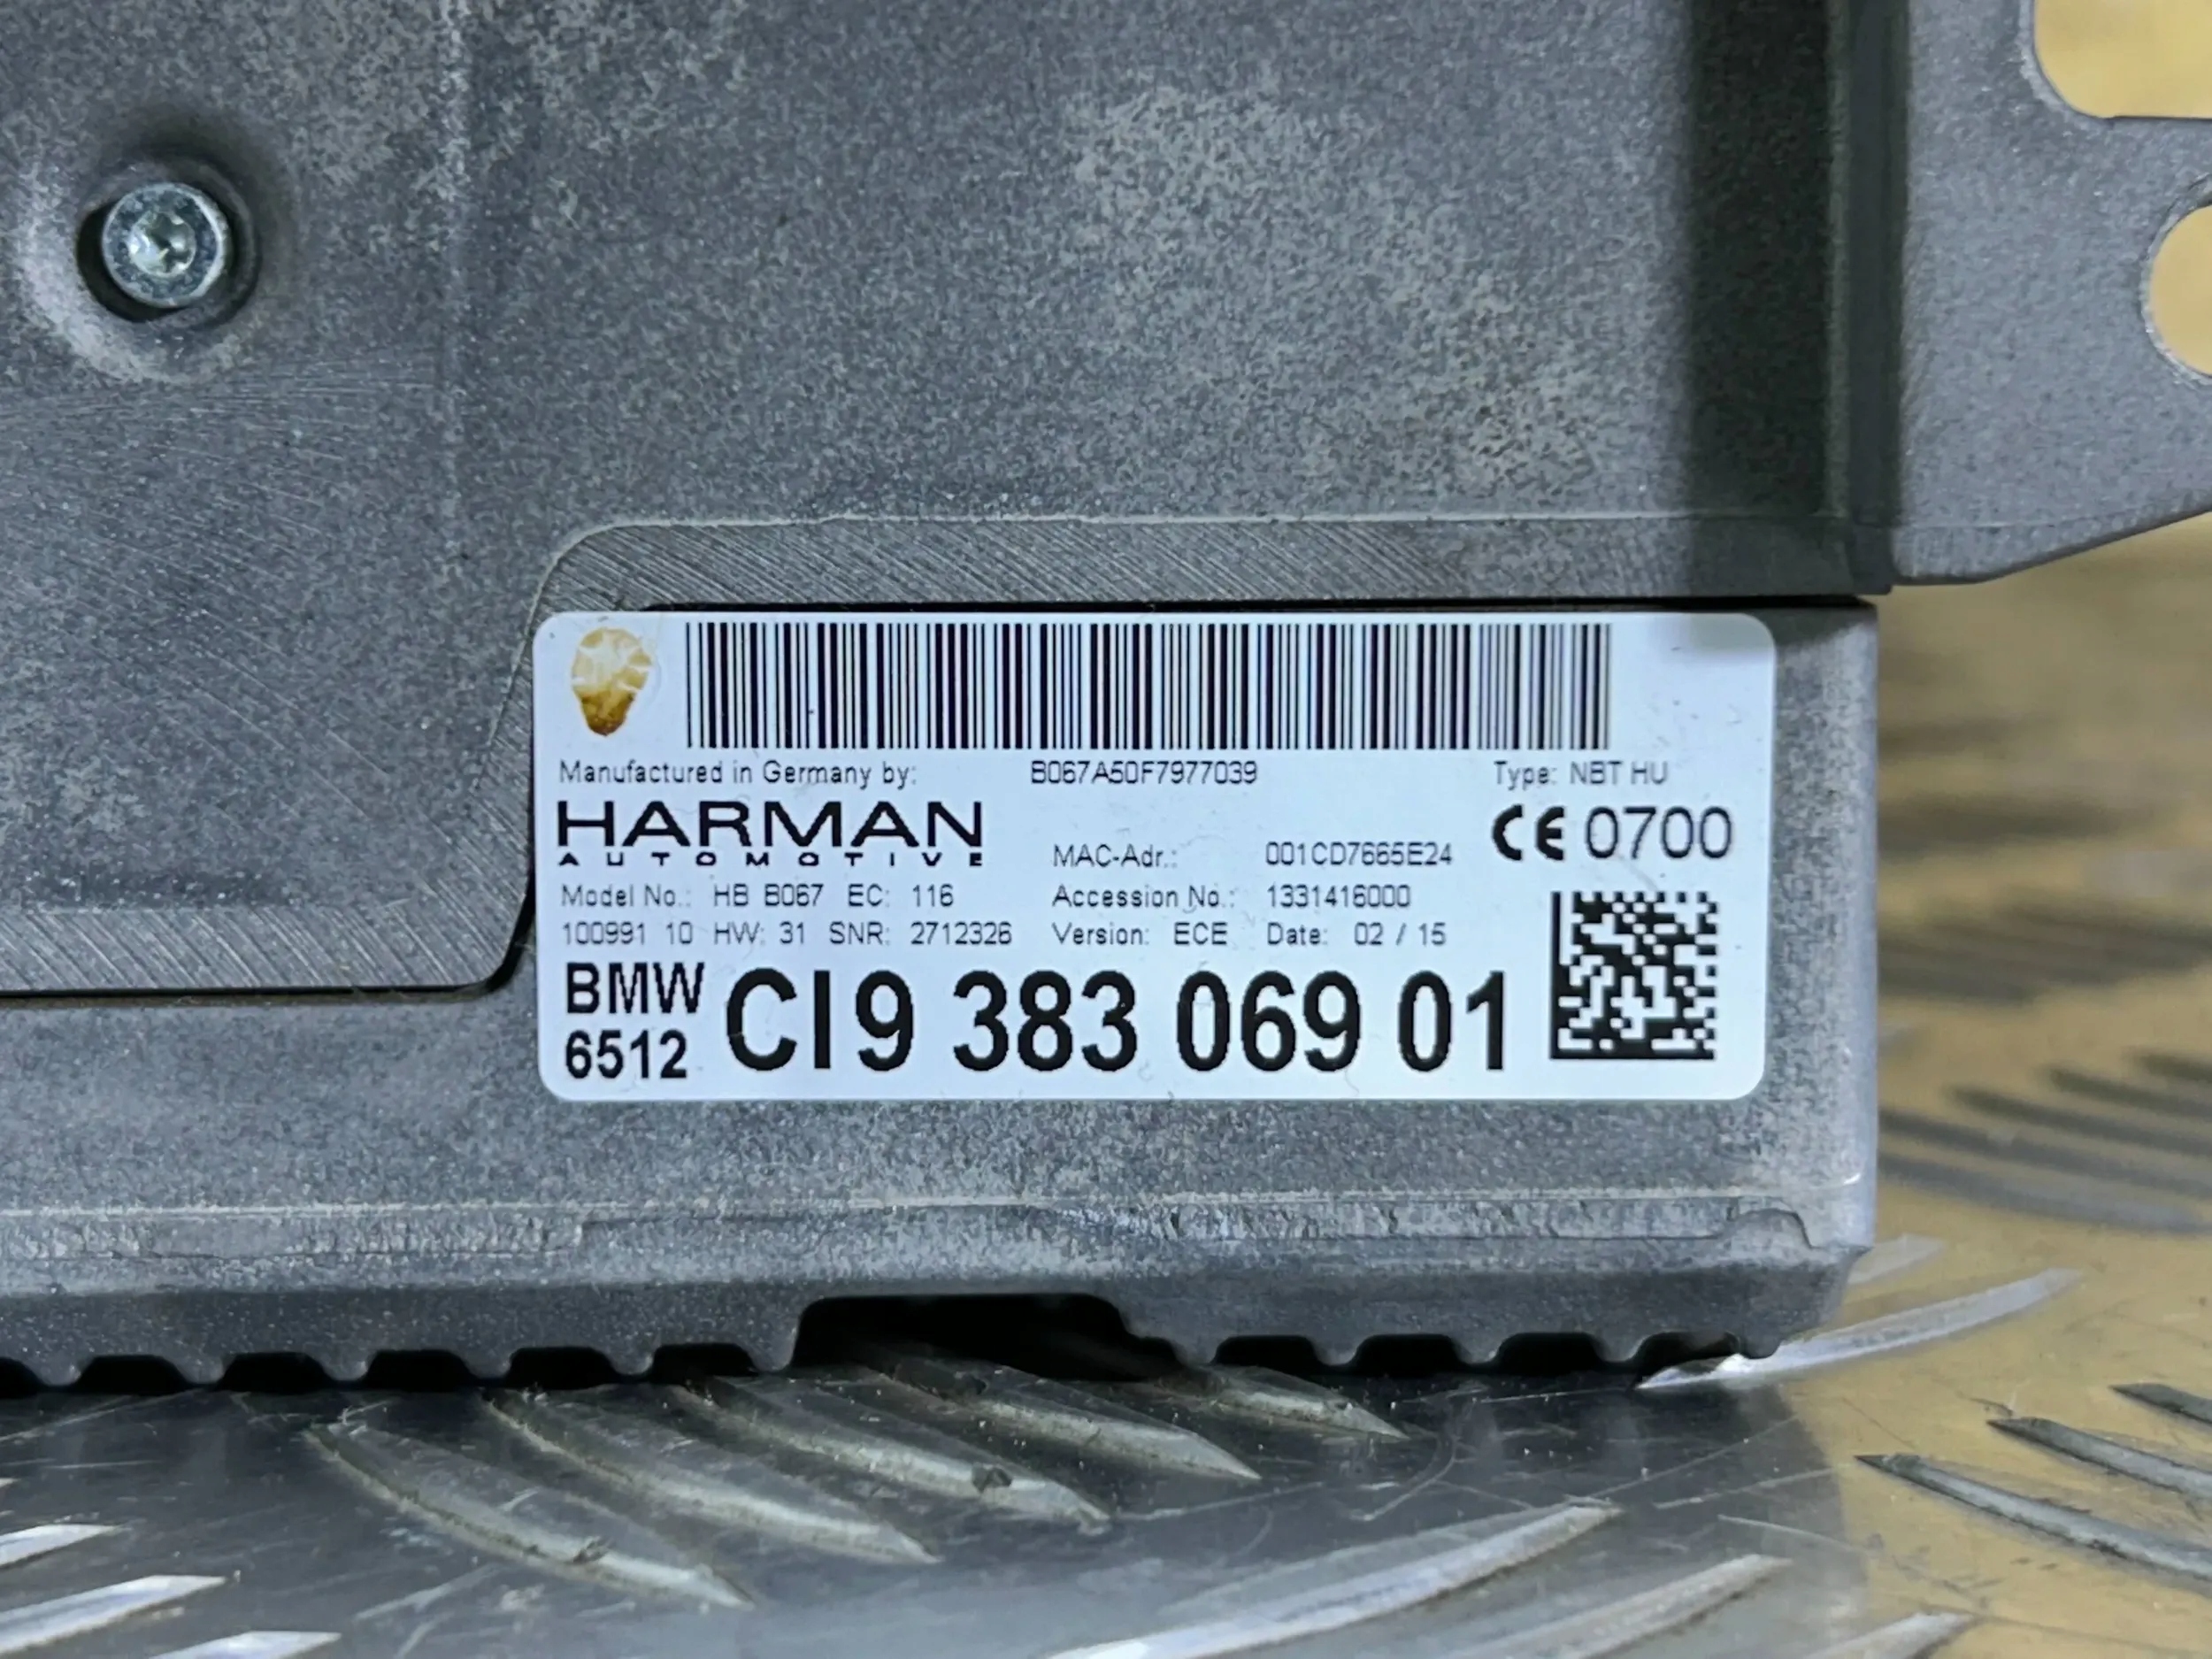 Manufactured in Germany by: B067A50F7977039 Type: NBT HU
HARMAN
AUTOMOTIVE
CE 0700
MAC-Adr.: 001CD7665E24
Model No.: HB B067 EC: 116 Accession No.: 1331416000
100991 10 HW: 31 SNR: 2712326 Version: ECE Date: 02 / 15
BMW
6512
CI9 383 069 01